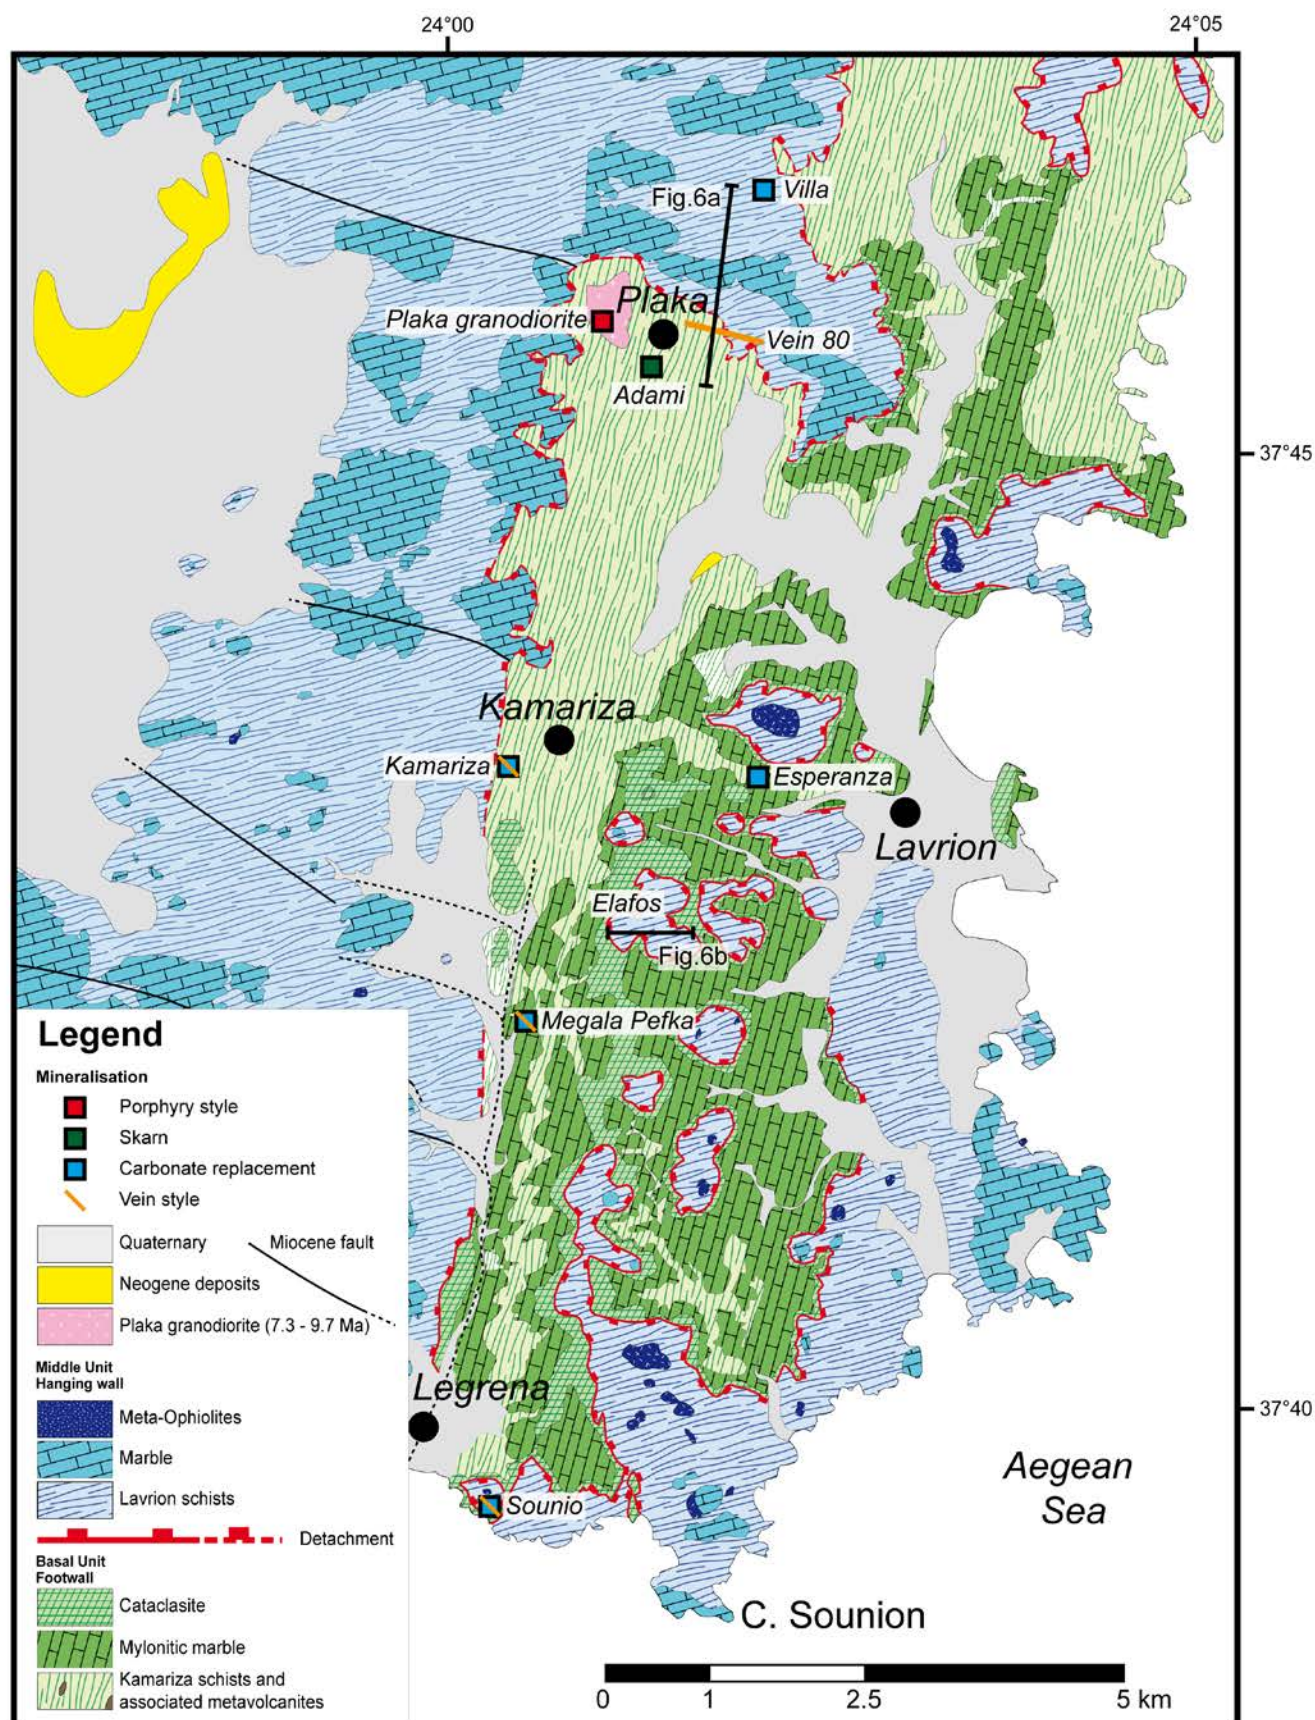 24°00
24°05
Fig.6a
Villa
Plaka
Plaka granodiorite
Vein 80
Adami
37°45
Kamariza
Kamariza
Esperanza
Lavrion
Elafos
Fig.6b
Megala Pefka
Legend
Mineralisation
Porphyry style
Skarn
Carbonate replacement
Vein style
Quaternary
Miocene fault
Neogene deposits
Plaka granodiorite (7.3 - 9.7 Ma)
Middle Unit
Hanging wall
Meta-Ophiolites
Marble
Lavrion schists
Detachment
Basal Unit
Footwall
Cataclasite
Mylonitic marble
Kamariza schists and
associated metavolcanites
Legrena
37°40
Aegean
Sea
Sounio
C. Sounion
0 1 2.5 5 km